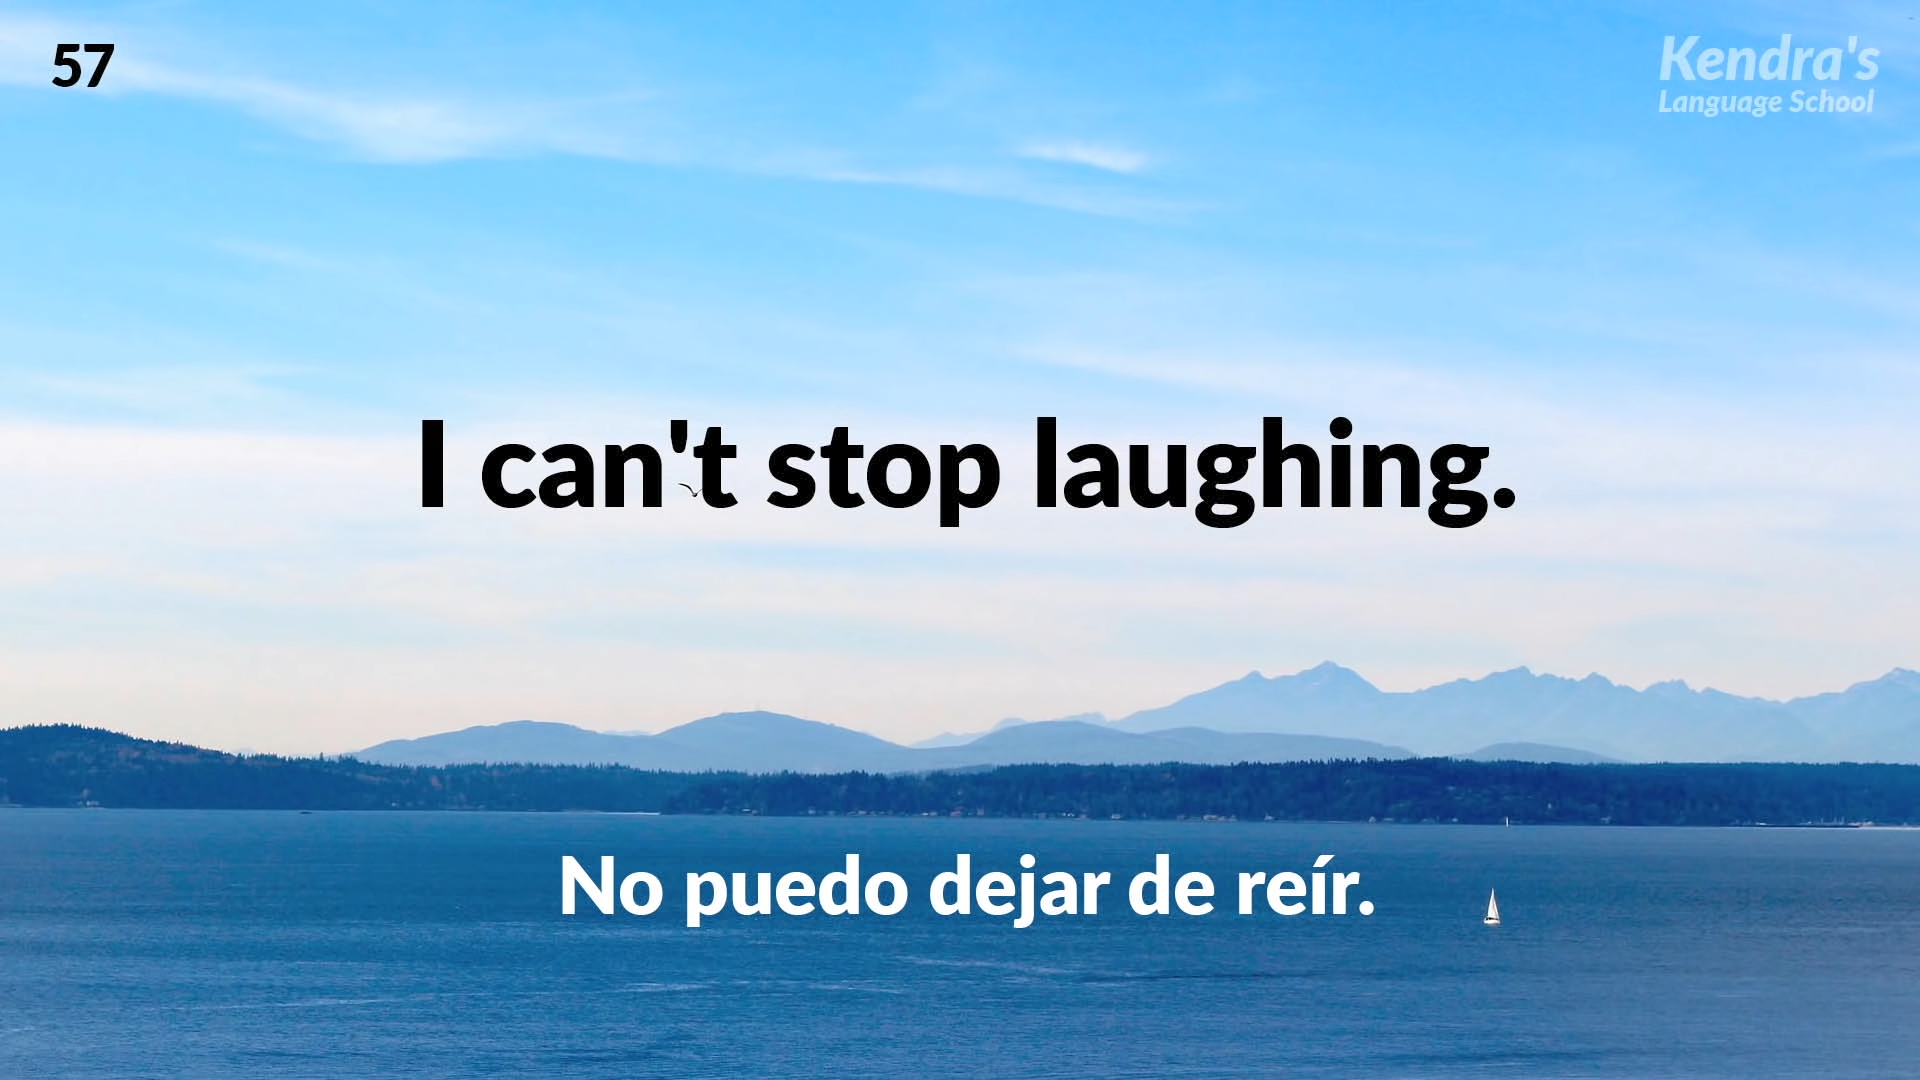 57
Kendra's
Language School
I can't stop laughing.
No puedo dejar de reír.